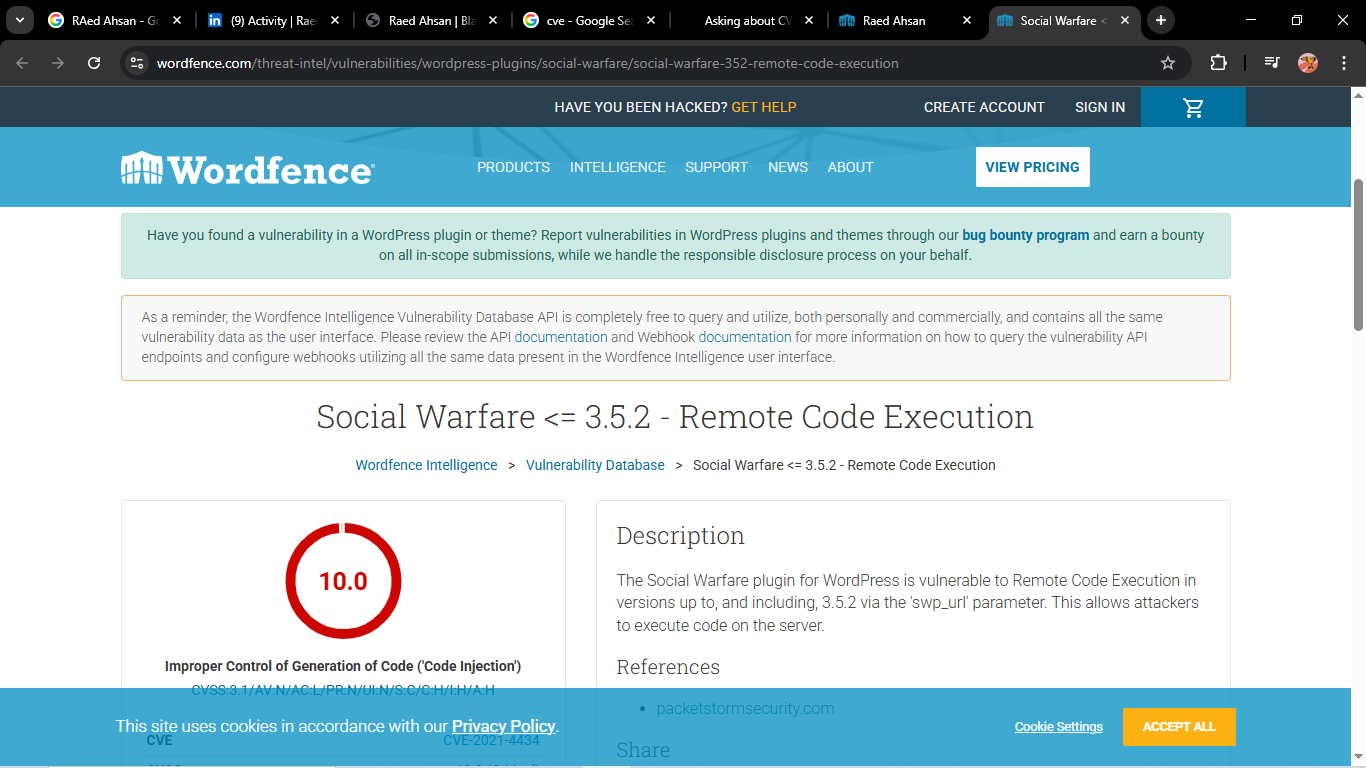 RAed Ahsan - Go
(9) Activity | Raee
Raed Ahsan | Bla
cve - Google Sea
Asking about CV
Raed Ahsan
Social Warfare <
wordfence.com/threat-intel/vulnerabilities/wordpress-plugins/social-warfare/social-warfare-352-remote-code-execution
HAVE YOU BEEN HACKED? GET HELP
CREATE ACCOUNT
SIGN IN
Wordfence
PRODUCTS
INTELLIGENCE
SUPPORT
NEWS
ABOUT
VIEW PRICING
Have you found a vulnerability in a WordPress plugin or theme? Report vulnerabilities in WordPress plugins and themes through our bug bounty program and earn a bounty
on all in-scope submissions, while we handle the responsible disclosure process on your behalf.
As a reminder, the Wordfence Intelligence Vulnerability Database API is completely free to query and utilize, both personally and commercially, and contains all the same
vulnerability data as the user interface. Please review the API documentation and Webhook documentation for more information on how to query the vulnerability API
endpoints and configure webhooks utilizing all the same data present in the Wordfence Intelligence user interface.
Social Warfare <= 3.5.2 - Remote Code Execution
Wordfence Intelligence > Vulnerability Database > Social Warfare <= 3.5.2 - Remote Code Execution
10.0
Improper Control of Generation of Code ('Code Injection')
CVSS:3.1/AV:N/AC:L/PR:N/UI:N/S:C/C:H/I:H/A:H
CVE CVE-2021-4434
Description
The Social Warfare plugin for WordPress is vulnerable to Remote Code Execution in
versions up to, and including, 3.5.2 via the 'swp_url' parameter. This allows attackers
to execute code on the server.
References
packetstormsecurity.com
Share
This site uses cookies in accordance with our Privacy Policy.
Cookie Settings
ACCEPT ALL